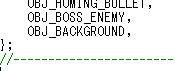 OBJ_HOMING_BULLET,
OBJ_BOSS_ENEMY,
OBJ_BACKGROUND,
};
//-----------------------